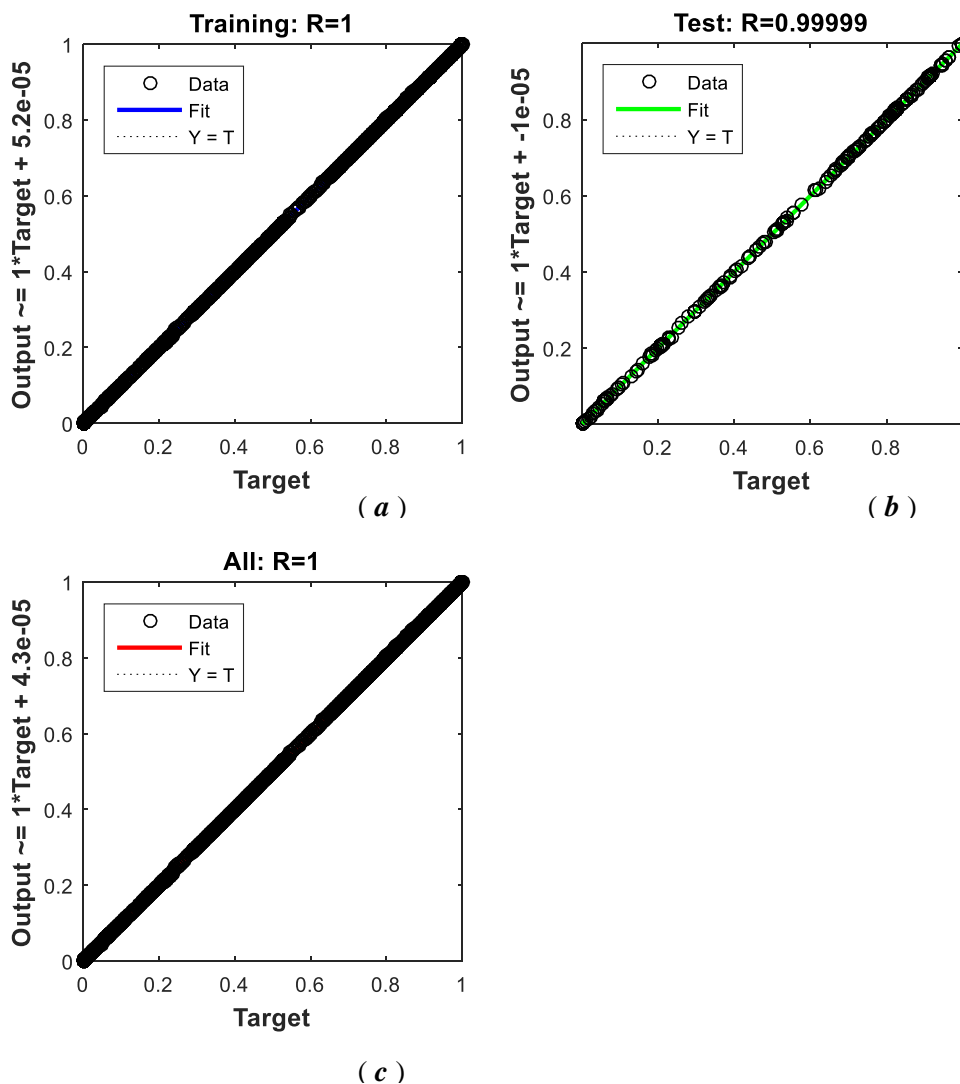 Training: R=1
Output ~= 1*Target + 5.2e-05
1
0.8
0.6
0.4
0.2
0
Data
Fit
Y = T
0
0.2
0.4
0.6
0.8
1
Target
( a )
Test: R=0.99999
Output ~= 1*Target + -1e-05
0.8
0.6
0.4
0.2
Data
Fit
Y = T
0.2
0.4
0.6
0.8
Target
( b )
All: R=1
Output ~= 1*Target + 4.3e-05
1
0.8
0.6
0.4
0.2
0
Data
Fit
Y = T
0
0.2
0.4
0.6
0.8
1
Target
( c )